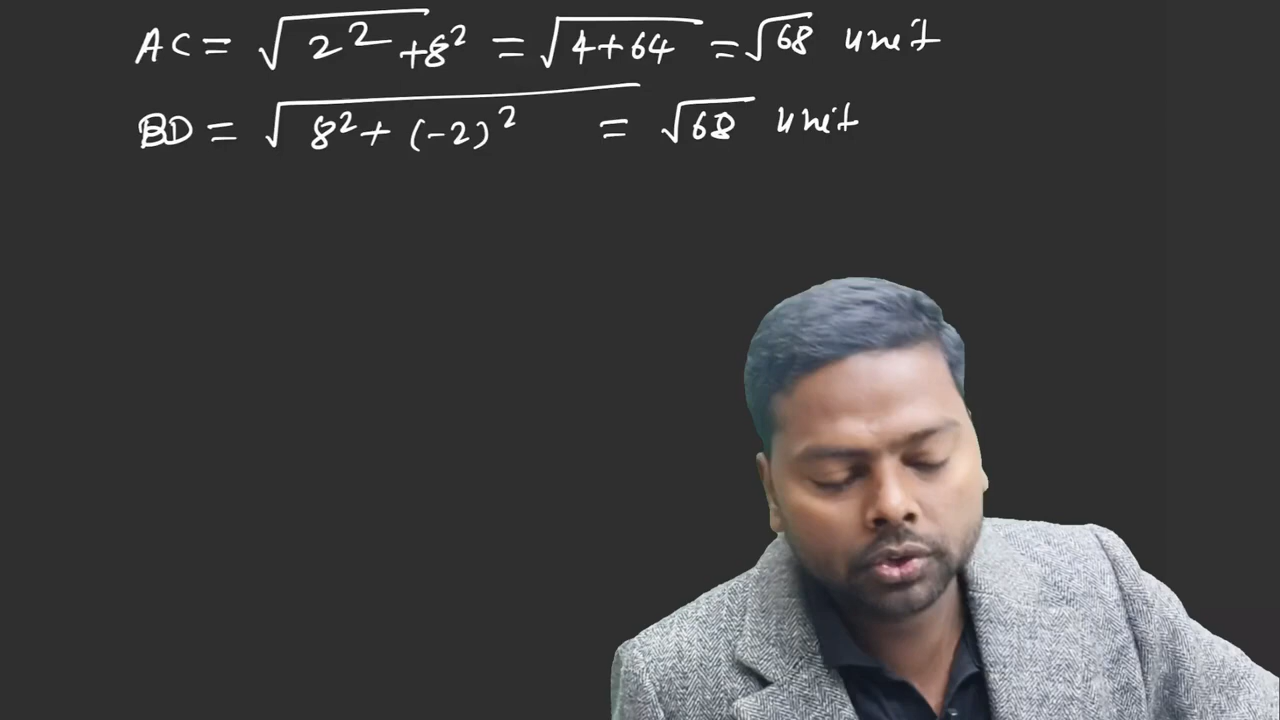 AC = √(2² + 8²) = √(4+64) = √68 unit
BD = √(8² + (-2)²) = √68 unit